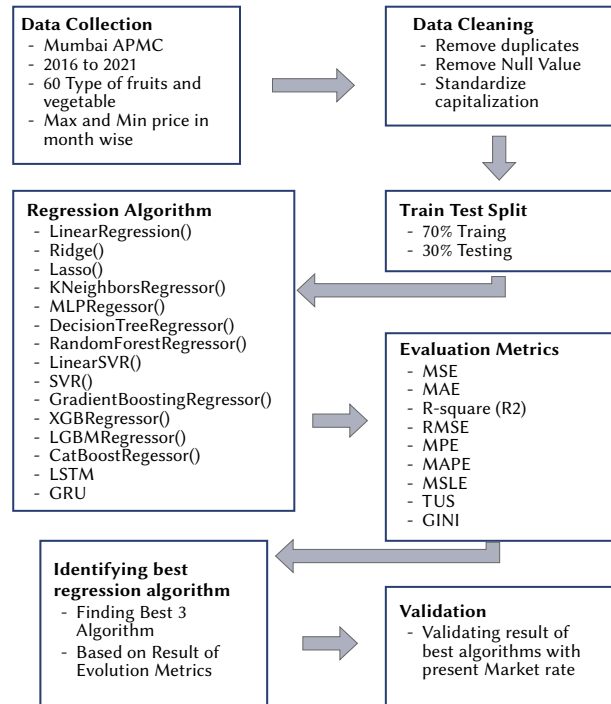 Data Collection
- Mumbai APMC
- 2016 to 2021
- 60 Type of fruits and
vegetable
- Max and Min price in
month wise
Data Cleaning
- Remove duplicates
- Remove Null Value
- Standardize
capitalization
Train Test Split
- 70% Traing
- 30% Testing
Regression Algorithm
- LinearRegression()
- Ridge()
- Lasso()
- KNeighborsRegressor()
- MLPRegessor()
- DecisionTreeRegressor()
- RandomForestRegressor()
- LinearSVR()
- SVR()
- GradientBoostingRegressor()
- XGBRegressor()
- LGBMRegressor()
- CatBoostRegessor()
- LSTM
- GRU
Evaluation Metrics
- MSE
- MAE
- R-square (R2)
- RMSE
- MPE
- MAPE
- MSLE
- TUS
- GINI
Identifying best
regression algorithm
- Finding Best 3
Algorithm
- Based on Result of
Evolution Metrics
Validation
- Validating result of
best algorithms with
present Market rate